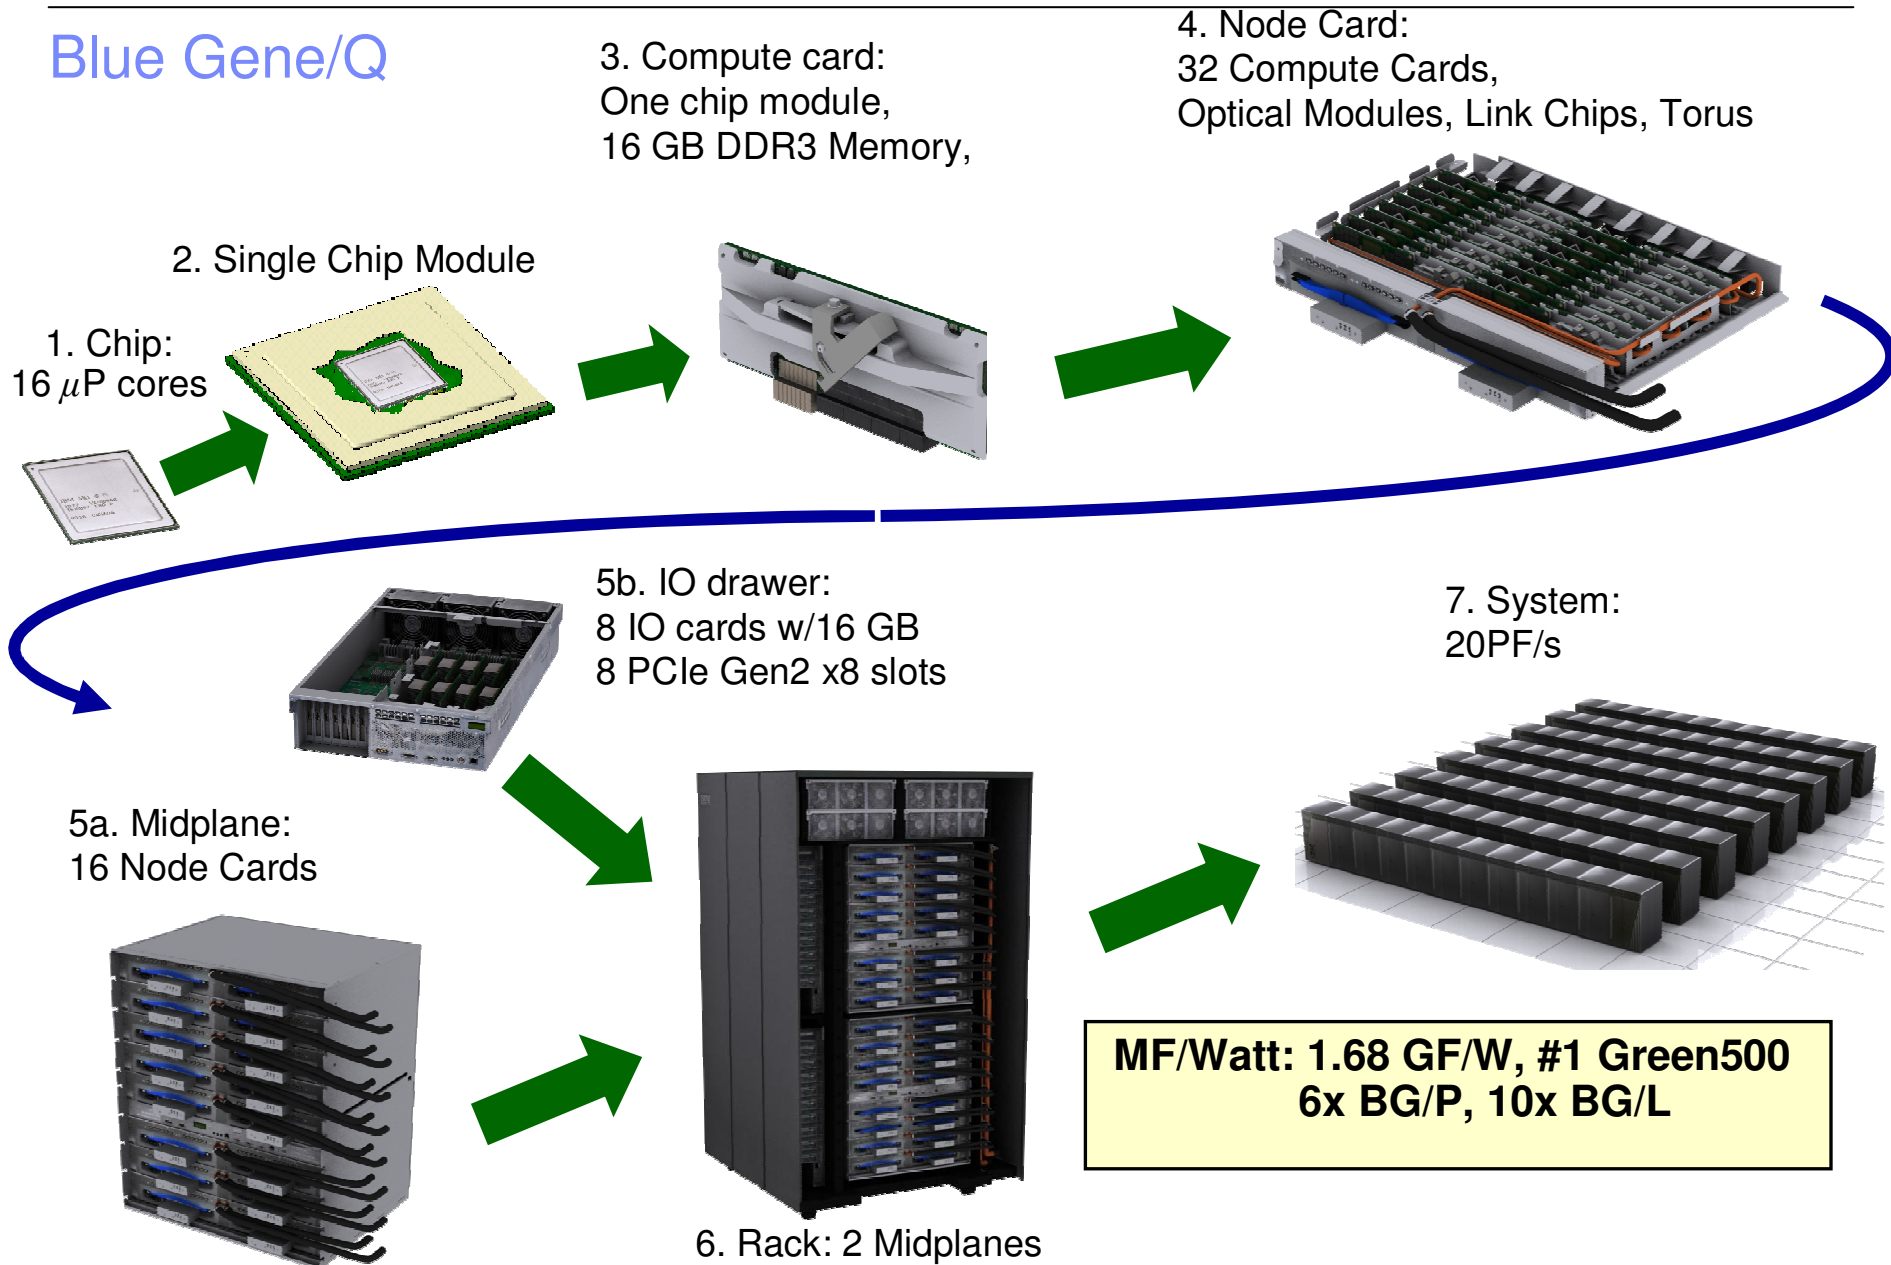 Blue Gene/Q
1. Chip:
16 μP cores
2. Single Chip Module
3. Compute card:
One chip module,
16 GB DDR3 Memory,
4. Node Card:
32 Compute Cards,
Optical Modules, Link Chips, Torus
5a. Midplane:
16 Node Cards
5b. IO drawer:
8 IO cards w/16 GB
8 PCIe Gen2 x8 slots
6. Rack: 2 Midplanes
7. System:
20PF/s
MF/Watt: 1.68 GF/W, #1 Green500
6x BG/P, 10x BG/L